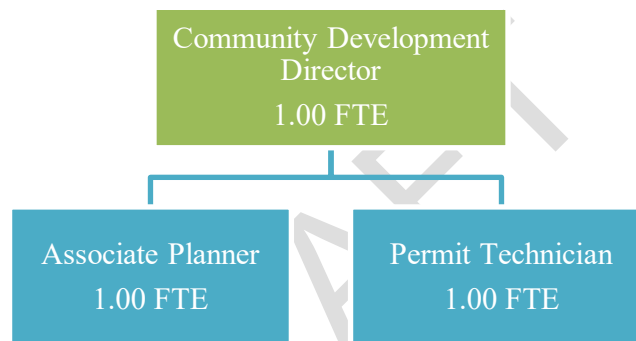 Community Development
Director
1.00 FTE
Associate Planner
1.00 FTE
Permit Technician
1.00 FTE